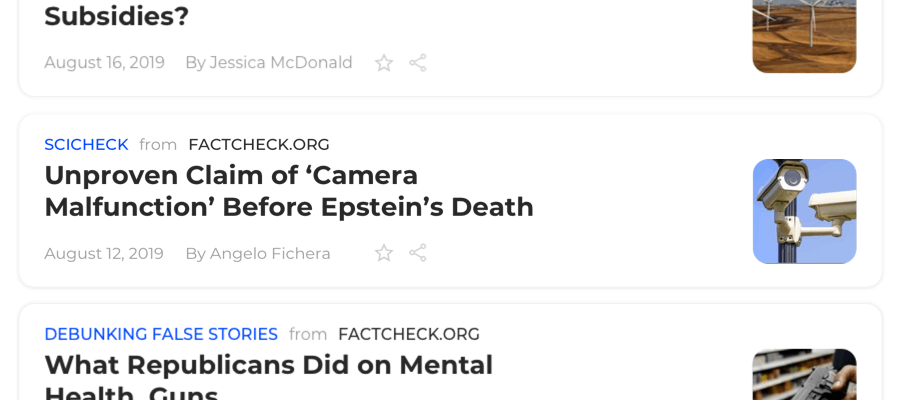 Subsidies?
August 16, 2019 By Jessica McDonald
SCICHECK from FACTCHECK.ORG
Unproven Claim of ‘Camera
Malfunction’ Before Epstein’s Death
August 12, 2019 By Angelo Fichera
DEBUNKING FALSE STORIES from FACTCHECK.ORG
What Republicans Did on Mental
Health, Guns